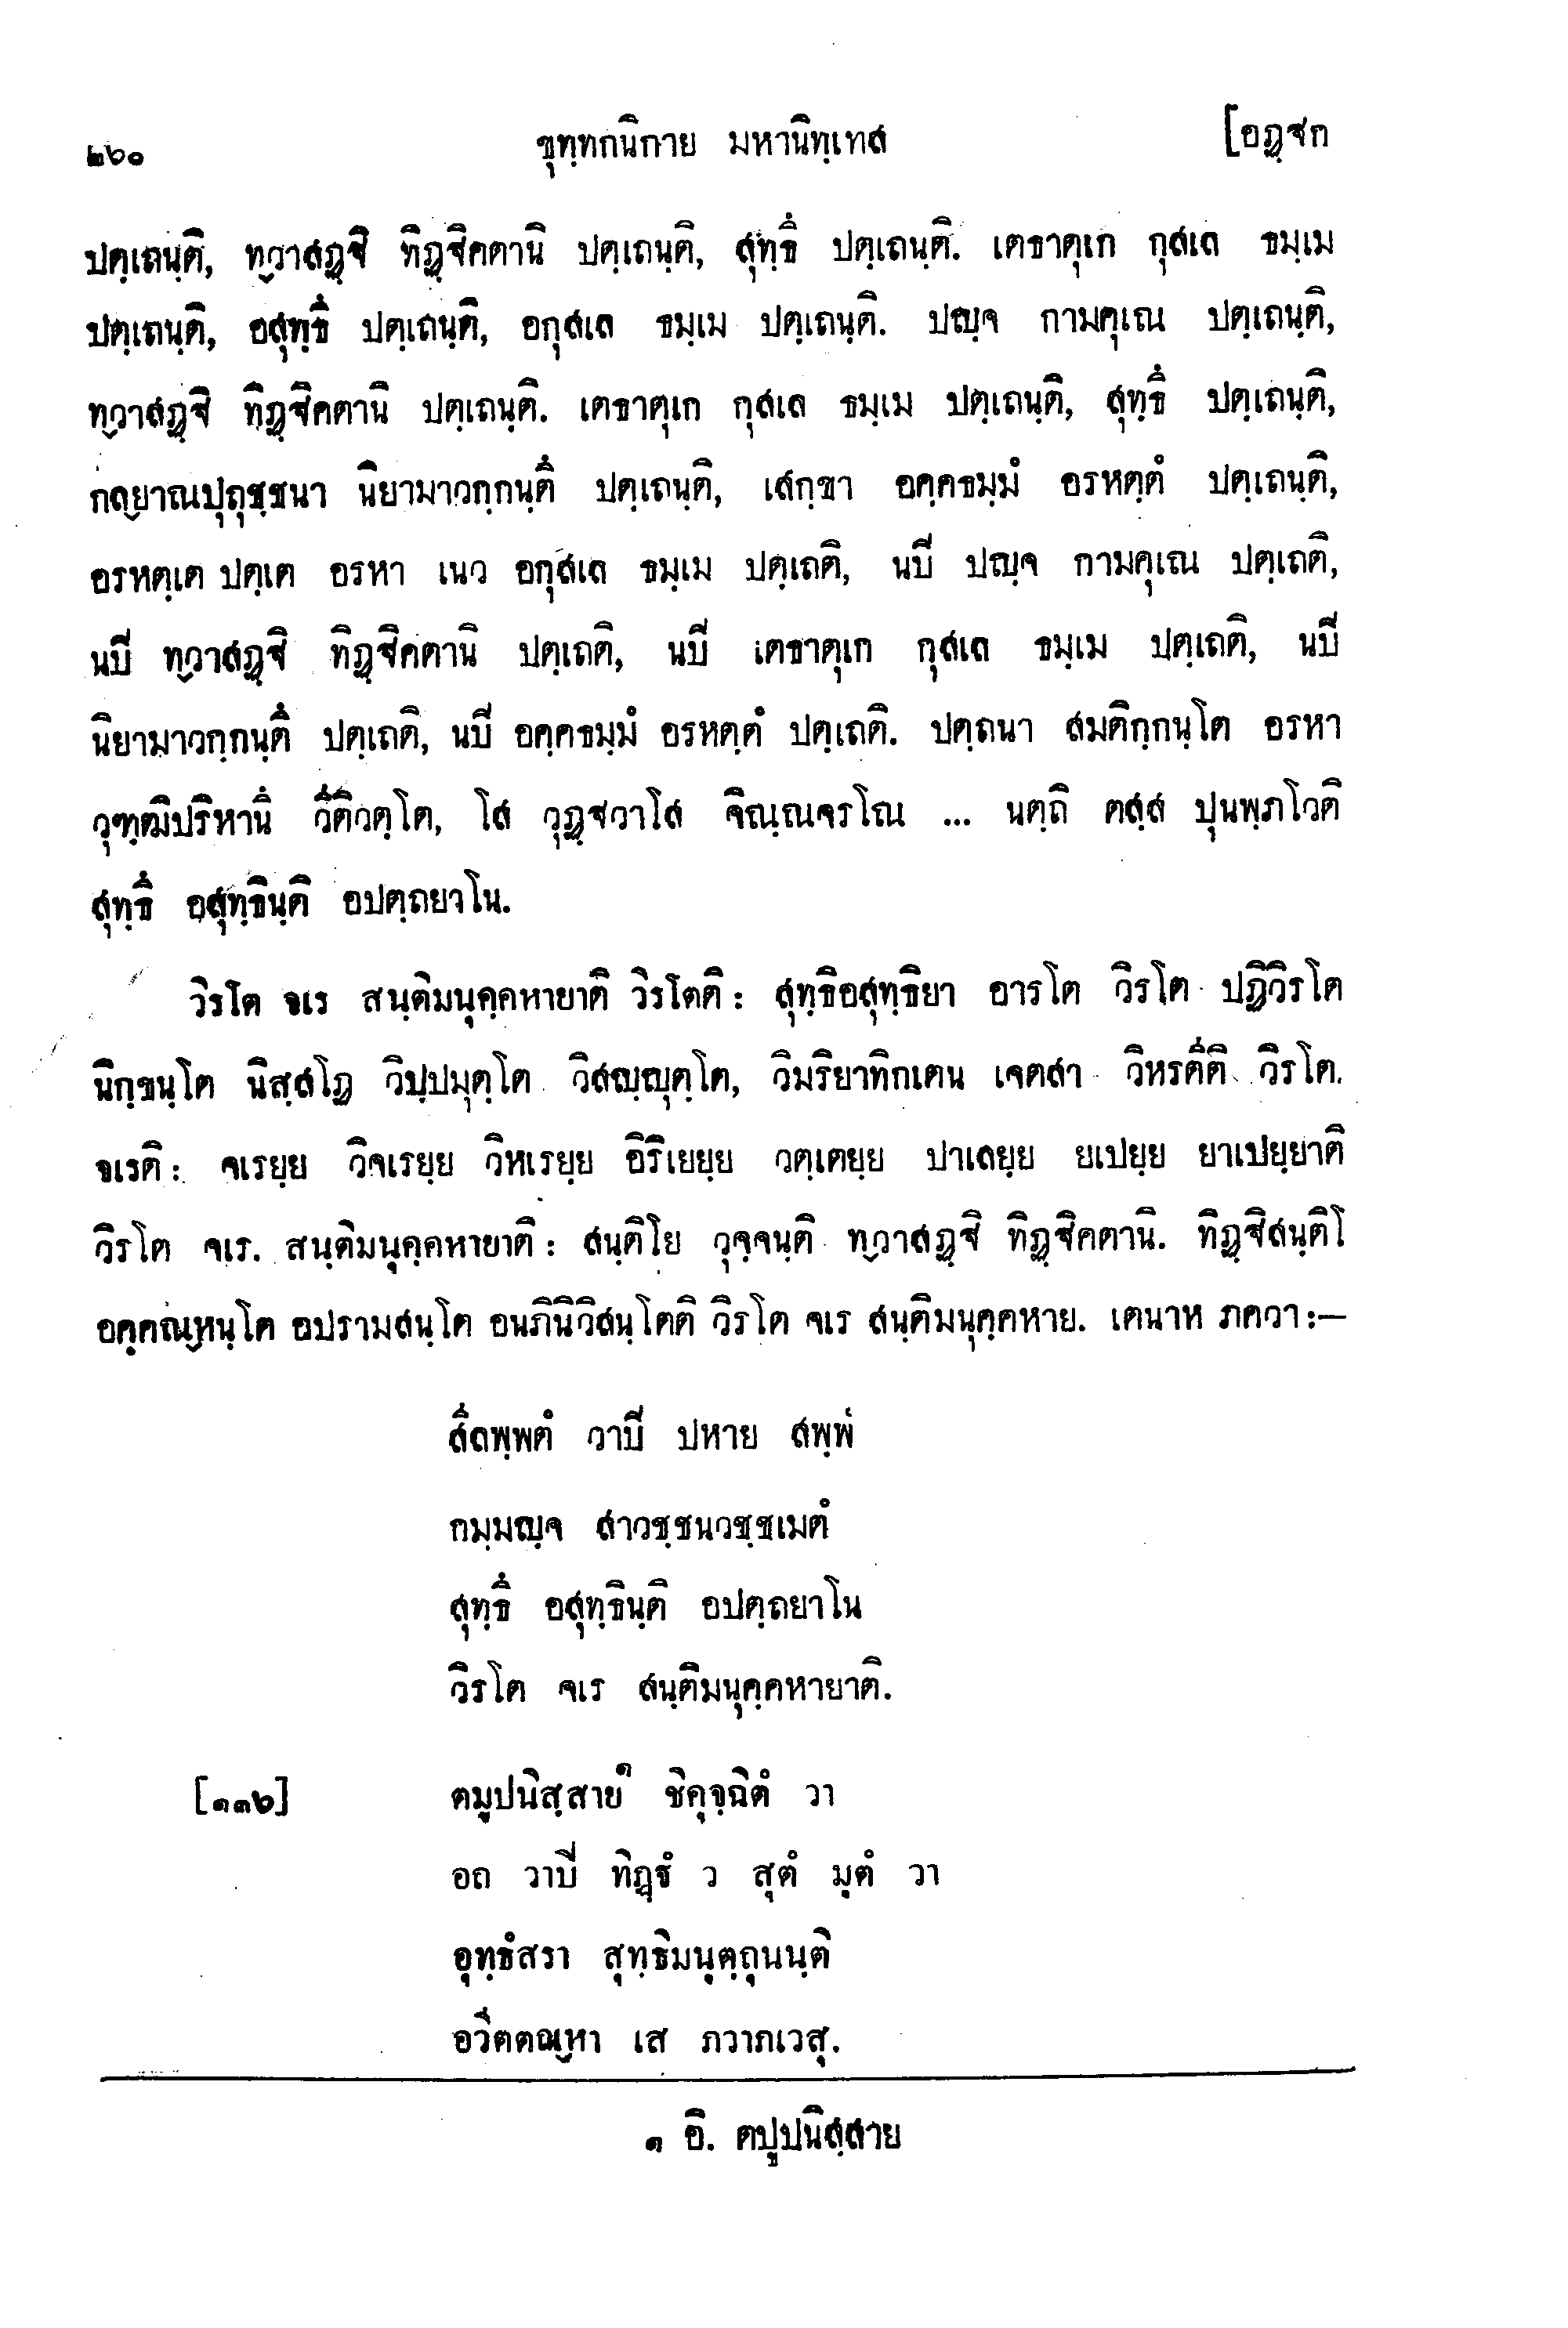 ๒๖๐ ขุทฺทกนิกาย มหานิทฺเทส [อฏฺฐก
ปตฺเถนฺติ, ทฺวาสฏฺฐิ ทิฏฺฐิคตานิ ปตฺเถนฺติ, สุทฺธึ ปตฺเถนฺติ. เตธาตุเก กุสเล ธมฺเม
ปตฺเถนฺติ, อสุทฺธึ ปตฺเถนฺติ, อกุสเล ธมฺเม ปตฺเถนฺติ. ปญฺจ กามคุเณ ปตฺเถนฺติ,
ทฺวาสฏฺฐิ ทิฏฺฐิคตานิ ปตฺเถนฺติ. เตธาตุเก กุสเล ธมฺเม ปตฺเถนฺติ, สุทฺธึ ปตฺเถนฺติ,
กลฺยาณปุถุชฺชนา นิยามาวกฺกนฺตึ ปตฺเถนฺติ, เสกฺขา อคฺคธมฺมํ อรหตฺตํ ปตฺเถนฺติ,
อรหตฺเต ปตฺเต อรหา เนว อกุสเล ธมฺเม ปตฺเถติ, นปิ ปญฺจ กามคุเณ ปตฺเถติ,
นปิ ทฺวาสฏฺฐิ ทิฏฺฐิคตานิ ปตฺเถติ, นปิ เตธาตุเก กุสเล ธมฺเม ปตฺเถติ, นปิ
นิยามาวกฺกนฺตึ ปตฺเถติ, นปิ อคฺคธมฺมํ อรหตฺตํ ปตฺเถติ. ปตฺถนา สมติกฺกนฺโต อรหา
วุฑฺฒิปริหานึ วีติวตฺโต, โส วุฏฺฐวาโส จิณฺณจรโณ ... นตฺถิ ตสฺส ปุนพฺภโวติ
สุทฺธึ อสุทฺธินฺติ อปตฺถยาโน.
วิรโต จเร สนฺติมนุคฺคหายาติ วิรโตติ : สุทฺธิอสุทฺธิยา อารโต วิรโต ปฏิวิรโต
นิกฺขนฺโต นิสฺสโฏ วิปฺปมุตฺโต วิสญฺญุตฺโต, วิมริยาทิกเตน เจตสา วิหรตีติ วิรโต.
จเรติ : จเรยฺย วิจเรยฺย วิหเรยฺย อิริเยยฺย วตฺเตยฺย ปาเลยฺย ยเปยฺย ยาเปยฺยาติ
วิรโต จเร. สนฺติมนุคฺคหายาติ : สนฺติโย วุจฺจนฺติ ทฺวาสฏฺฐิ ทิฏฺฐิคตานิ. ทิฏฺฐิสนฺติโ
อคฺคณฺหนฺโต อปรามสนฺโต อนภินิวิสนฺโตติ วิรโต จเร สนฺติมนุคฺคหาย. เตนาห ภควา :—
สีลพฺพตํ วาปิ ปหาย สพฺพํ
กมฺมญฺจ สาวชฺชนวชฺชเมตํ
สุทฺธึ อสุทฺธินฺติ อปตฺถยาโน
วิรโต จเร สนฺติมนุคฺคหายาติ.
[๑๓๖] ตมูปนิสฺสาย๑ ชิคุจฺฉิตํ วา
อถ วาปิ ทิฏฺฐํ ว สุตํ มุตํ วา
อุทฺธํสรา สุทฺธิมนุตฺถุนนฺติ
อวีตตณฺหา เส ภวาภเวสุ.
๑ อิ. ตปูปนิสฺสาย